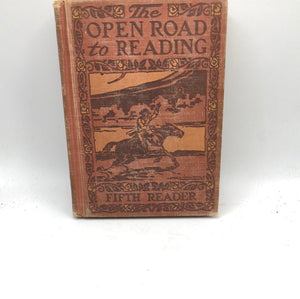 The
OPEN ROAD
to READING
FIFTH READER